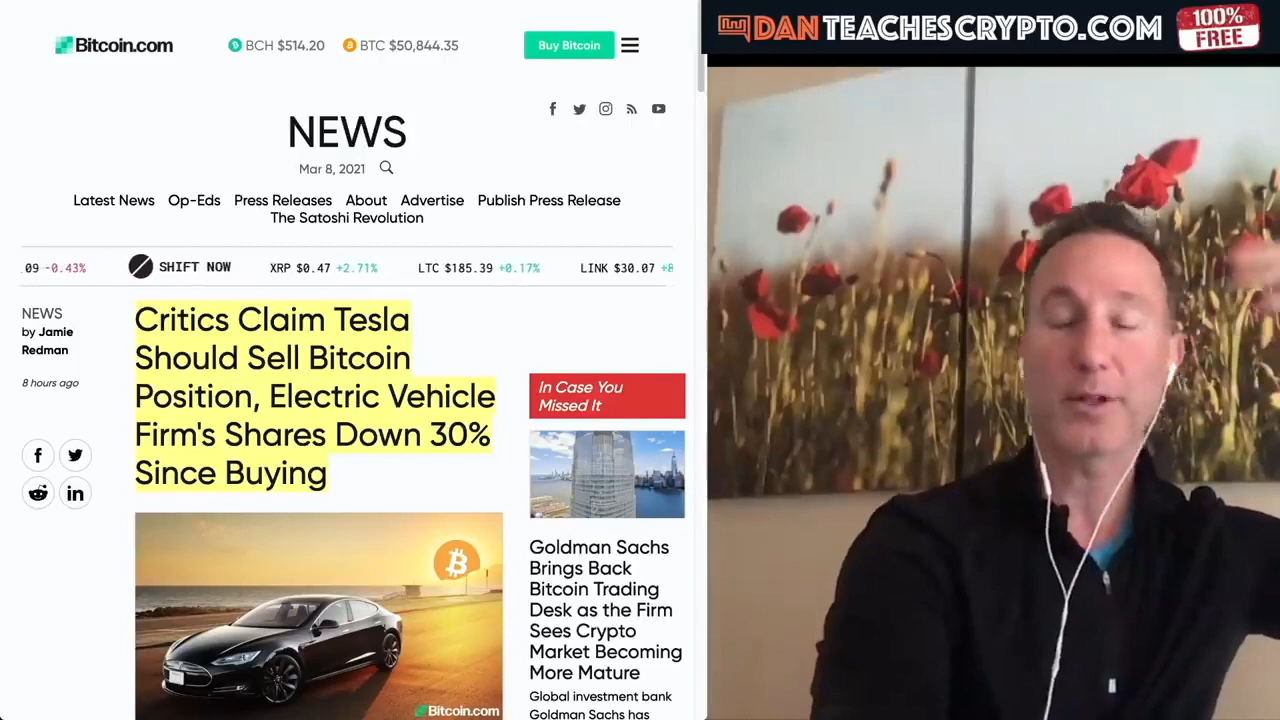 Bitcoin.com
BCH $514.20
BTC $50,844.35
Buy Bitcoin
NEWS
Mar 8, 2021
Latest News Op-Eds Press Releases About Advertise Publish Press Release
The Satoshi Revolution
.09 -0.43% SHIFT NOW XRP $0.47 +2.71% LTC $185.39 +0.17% LINK $30.07 +8
NEWS
by Jamie
Redman
8 hours ago
Critics Claim Tesla
Should Sell Bitcoin
Position, Electric Vehicle
Firm's Shares Down 30%
Since Buying
Bitcoin.com
In Case You
Missed It
Goldman Sachs
Brings Back
Bitcoin Trading
Desk as the Firm
Sees Crypto
Market Becoming
More Mature
Global investment bank
Goldman Sachs has
DANTEACHESCRYPTO.COM
100%
FREE